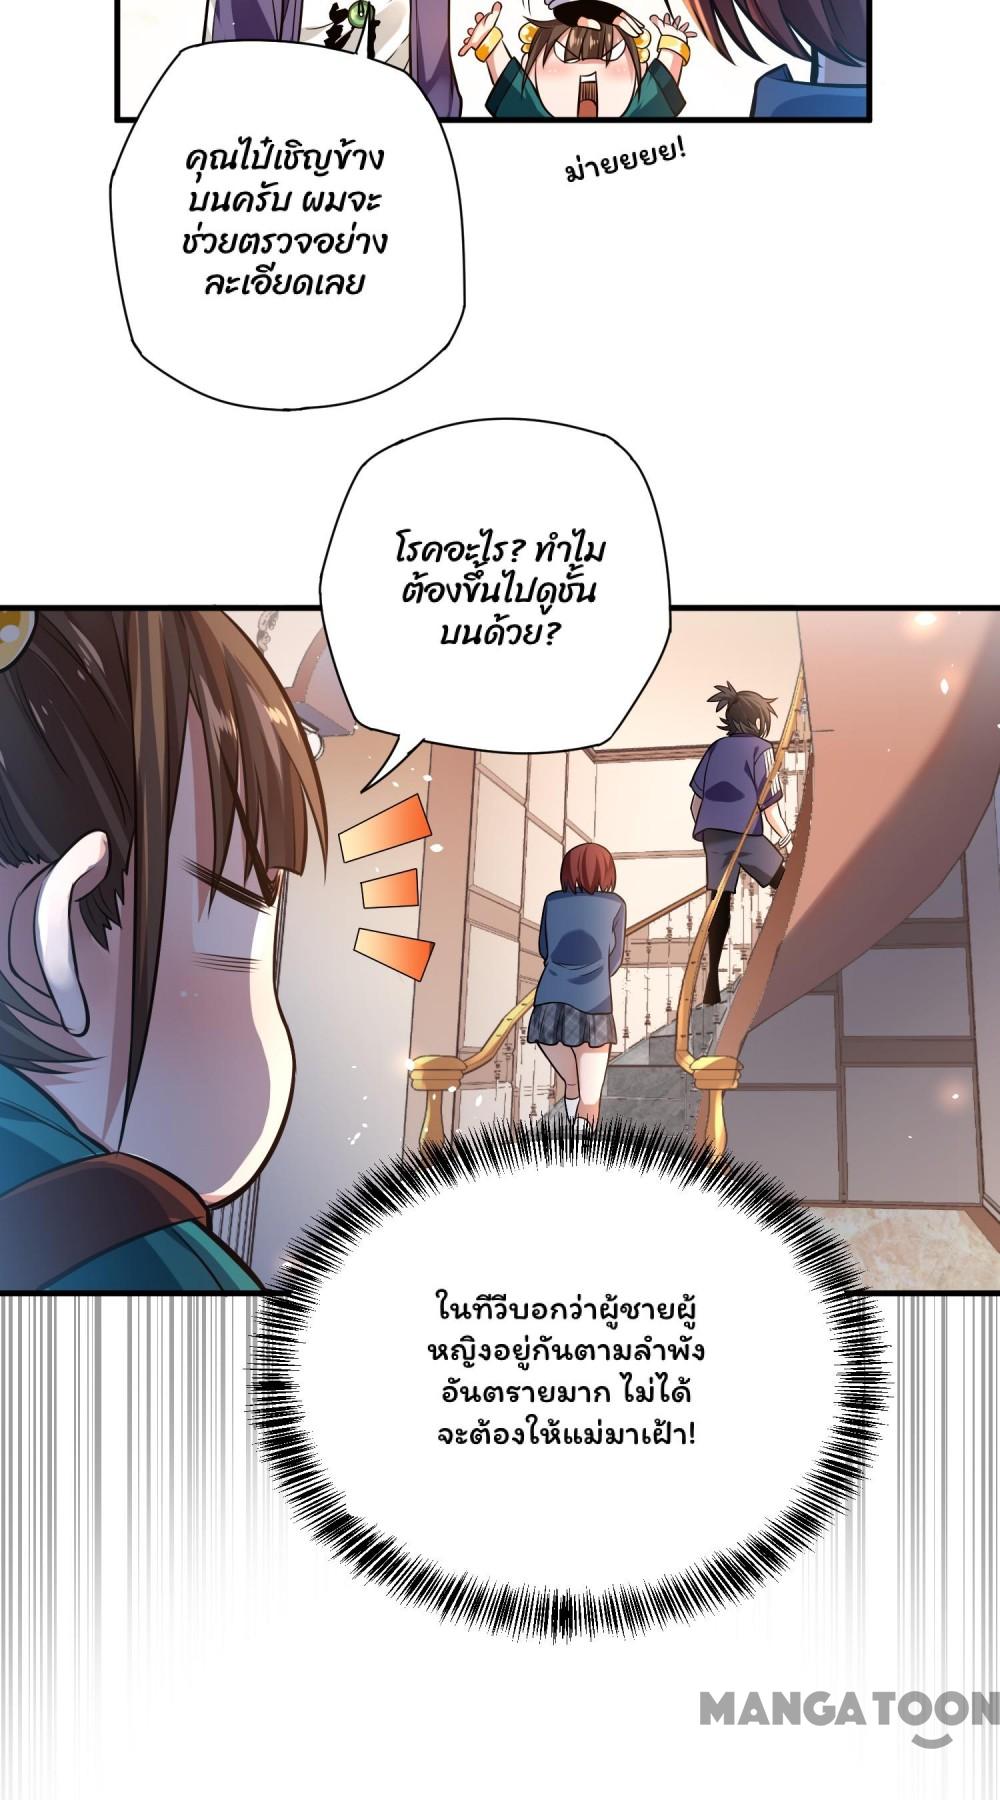 ม่ายยยย!
คุณไป๋เชิญข้าง
บนครับ ผมจะ
ช่วยตรวจอย่าง
ละเอียดเลย
โรคอะไร? ทำไม
ต้องขึ้นไปดูชั้น
บนด้วย?
ในทีวีบอกว่าผู้ชายผู้
หญิงอยู่กันตามลำพัง
อันตรายมาก ไม่ได้
จะต้องให้แม่มาเฝ้า!
MANGATOON